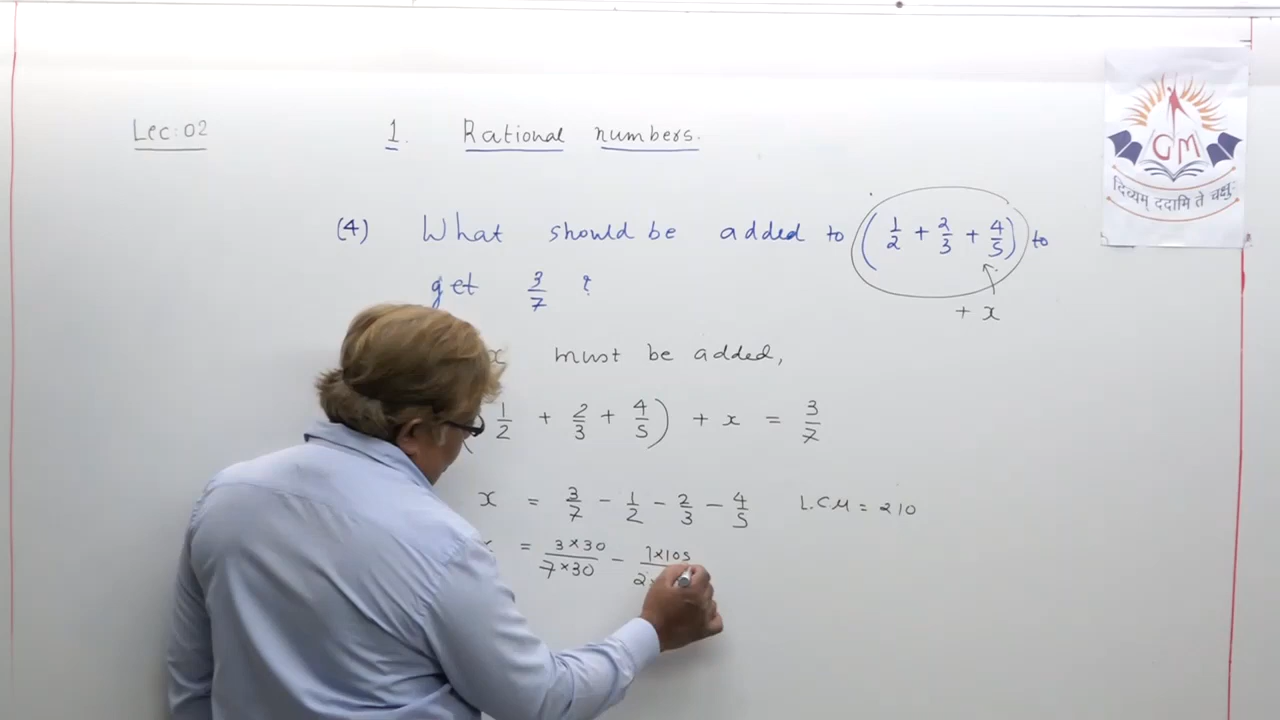 Lec:02 1. Rational numbers.
GM
दिव्यम् ददामि ते चक्षुः
(4) What should be added to (1/2 + 2/3 + 4/5) to
+ x
get 3/7 ?
x must be added,
(1/2 + 2/3 + 4/5) + x = 3/7
x = 3/7 - 1/2 - 2/3 - 4/5 L.C.M = 210
= 3×30/7×30 - 1×105/2